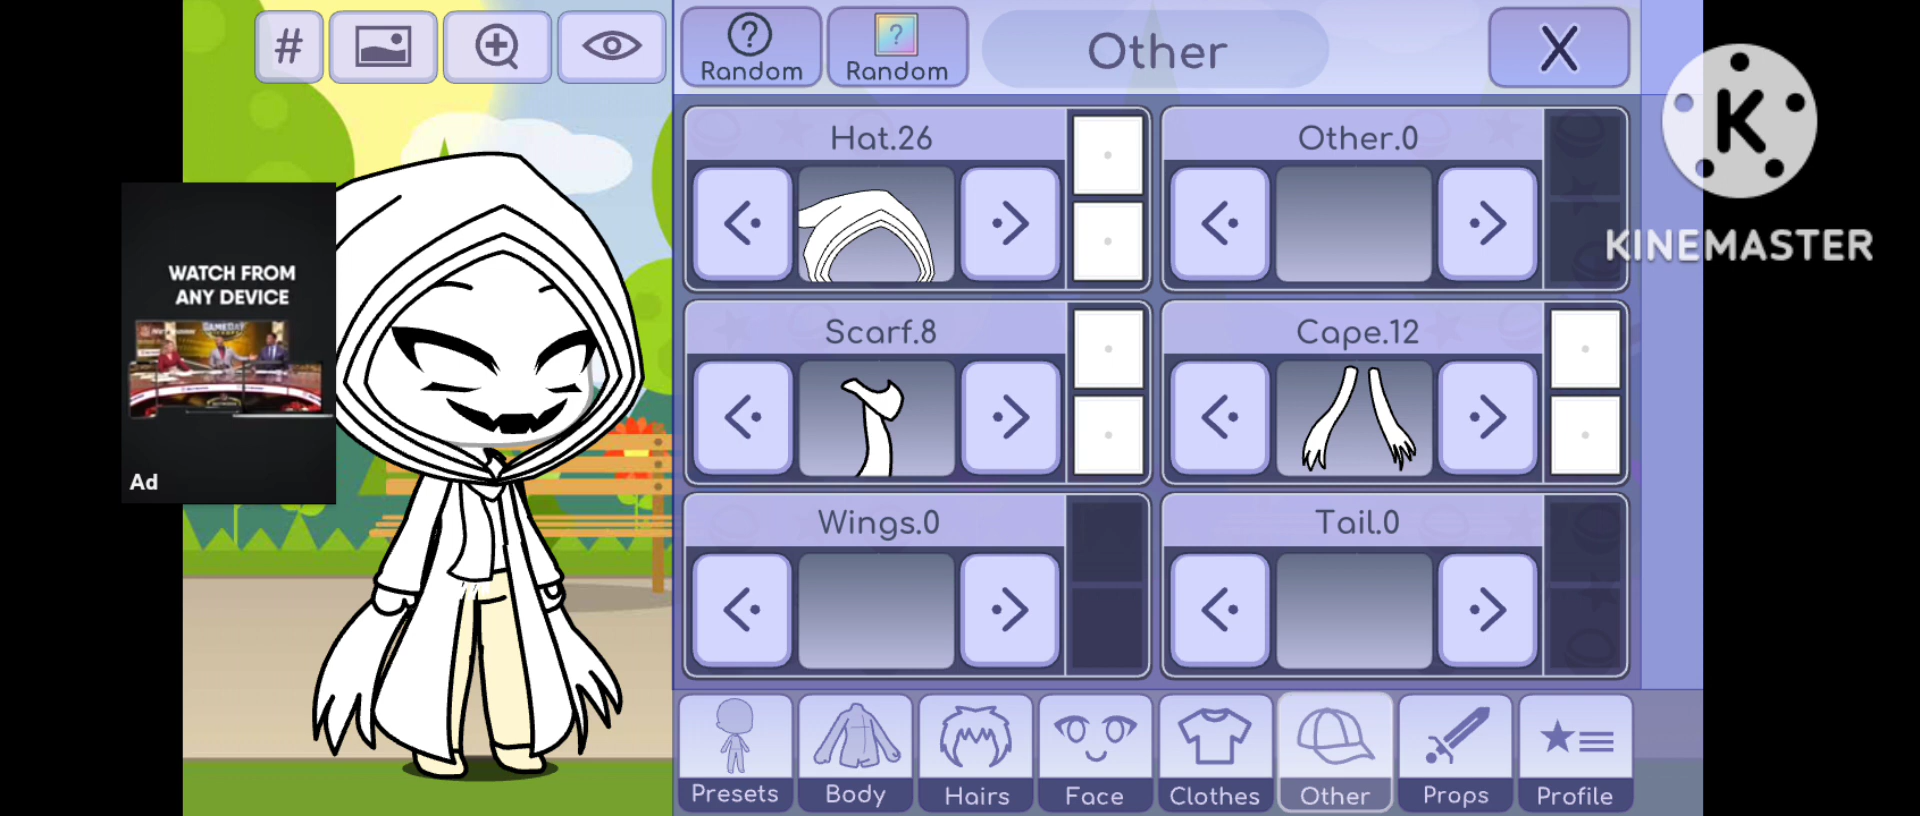 #
? Random
? Random
Other
X
K
KINEMASTER
Hat.26
Other.0
Scarf.8
Cape.12
Wings.0
Tail.0
WATCH FROM
ANY DEVICE
GAMEDAY
Ad
Presets
Body
Hairs
Face
Clothes
Other
Props
Profile